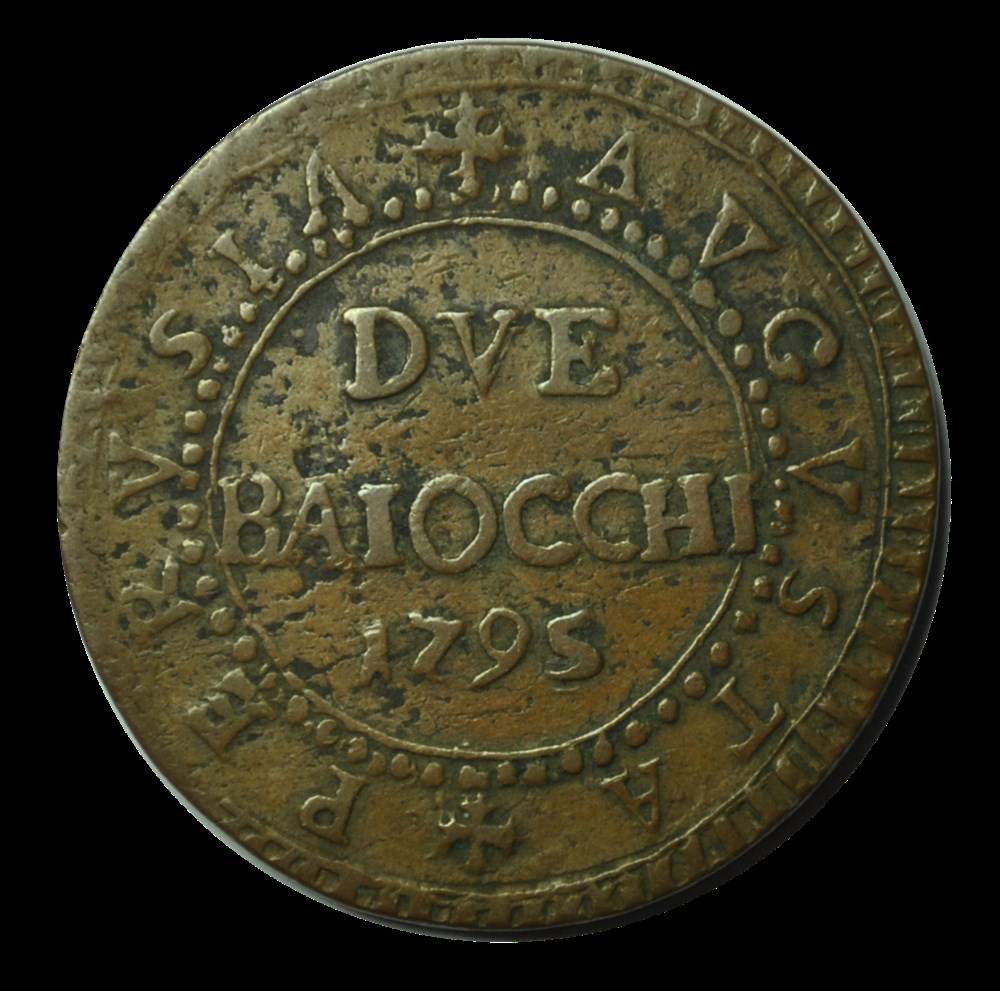 AVGVSTA
PERVSIA
DVE
BAIOCCHI
1795